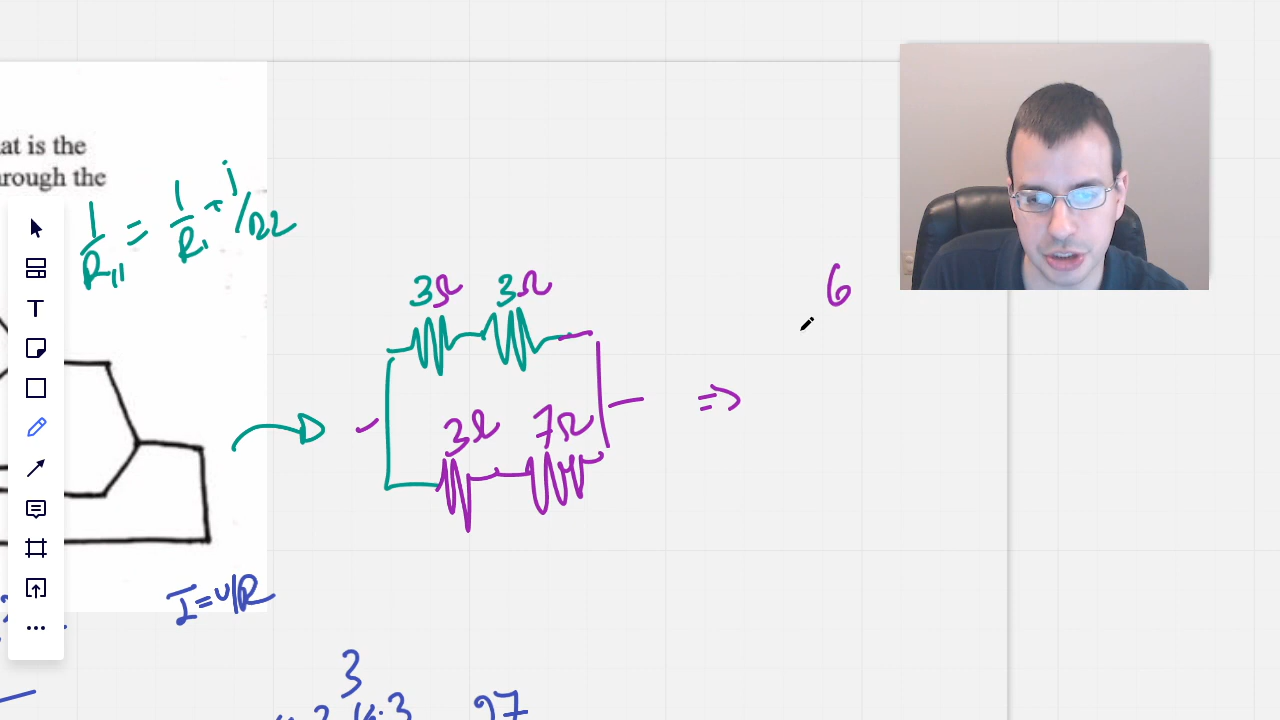 at is the
rough the
1/R11 = 1/R1 + 1/R2
3Ω 3Ω
6
3Ω 7Ω
⇒
T
I = U/R
3
27